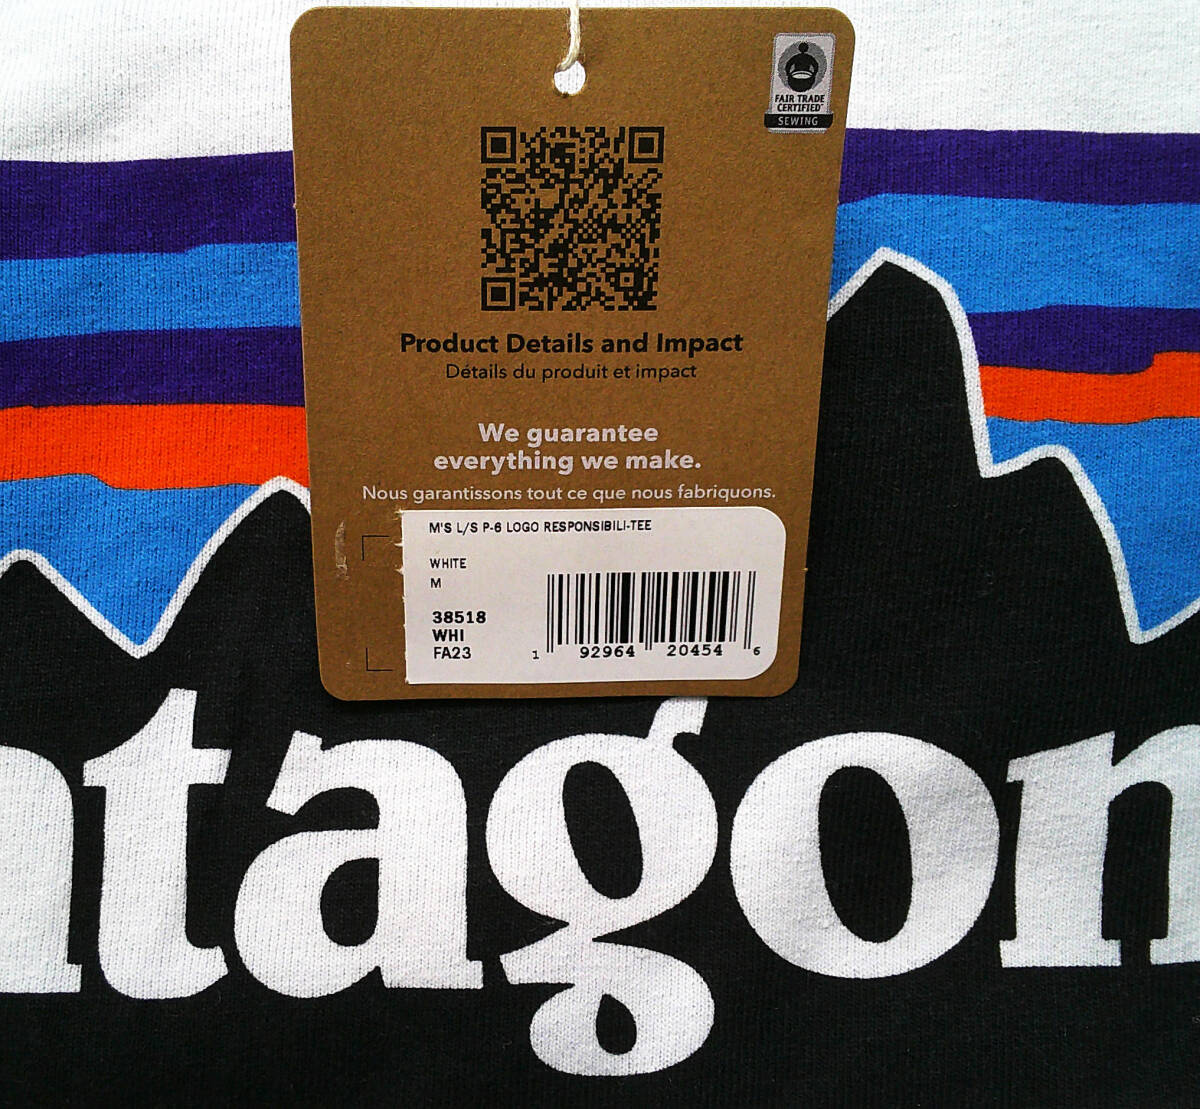 FAIR TRADE
CERTIFIED
SEWING
Product Details and Impact
Détails du produit et impact
We guarantee
everything we make.
Nous garantissons tout ce que nous fabriquons.
M'S L/S P-6 LOGO RESPONSIBILI-TEE
WHITE
M
38518
WHI
FA23
1 92964 20454 6
ntagon